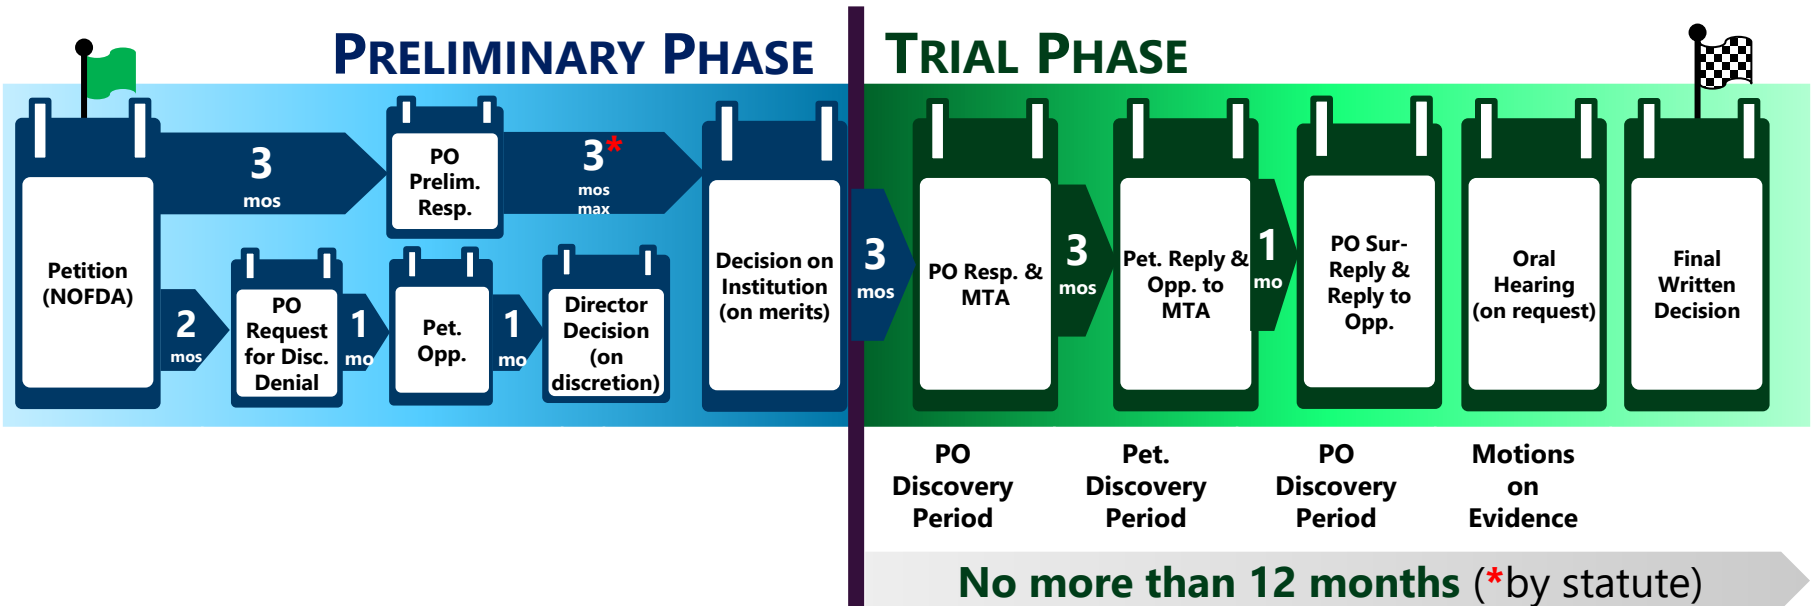 PRELIMINARY PHASE
TRIAL PHASE
Petition
(NOFDA)
3
mos
PO
Prelim.
Resp.
3*
mos
max
2
mos
PO
Request
for Disc.
Denial
1
mo
Pet.
Opp.
1
mo
Director
Decision
(on
discretion)
Decision on
Institution
(on merits)
3
mos
PO Resp. &
MTA
3
mos
Pet. Reply &
Opp. to
MTA
1
mo
PO Sur-
Reply &
Reply to
Opp.
Oral
Hearing
(on request)
Final
Written
Decision
PO
Discovery
Period
Pet.
Discovery
Period
PO
Discovery
Period
Motions
on
Evidence
No more than 12 months (*by statute)